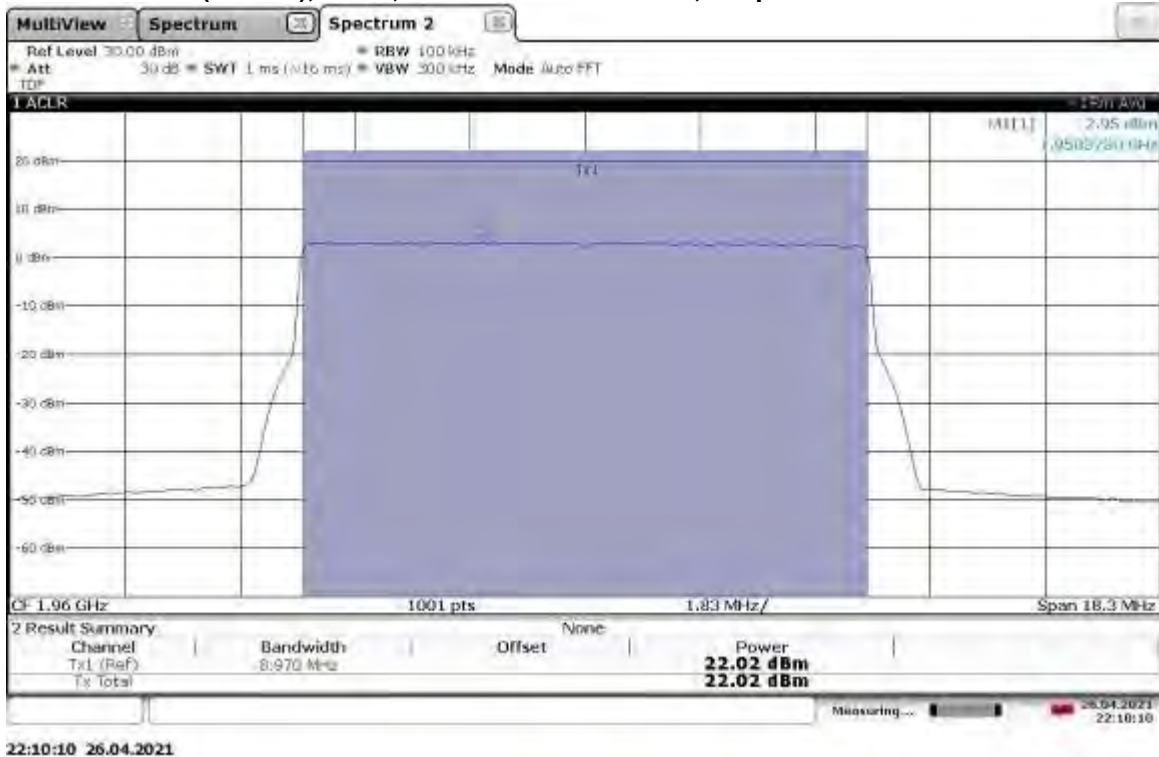 MultiView Spectrum Spectrum 2
Ref Level 30.00 dBm RBW 100 kHz
Att 30 dB SWT 1 ms (~16 ms) VBW 300 kHz Mode Auto FFT
TDF
1 ACLR 1Rm Avg
M1[1] 2.95 dBm
GHz
Tx1
20 dBm
10 dBm
0 dBm
-10 dBm
-20 dBm
-30 dBm
-40 dBm
-50 dBm
-60 dBm
CF 1.96 GHz 1001 pts 1.83 MHz/ Span 18.3 MHz
2 Result Summary None
Channel Bandwidth Offset Power
Tx1 (Ref) 8.970 MHz 22.02 dBm
Tx Total 22.02 dBm
Measuring... 26.04.2021
22:10:10
22:10:10 26.04.2021